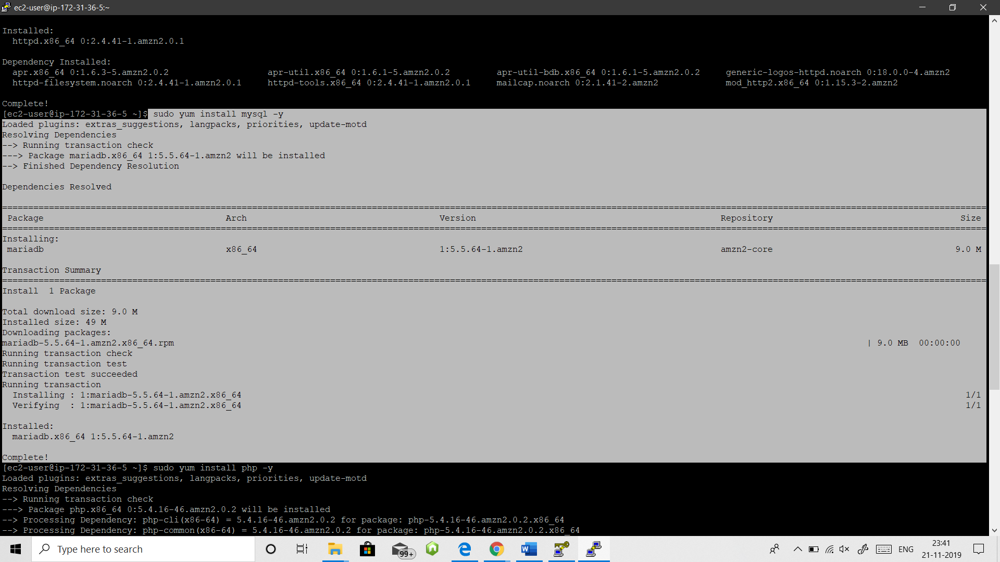 ec2-user@ip-172-31-36-5:~
Installed:
  httpd.x86_64 0:2.4.41-1.amzn2.0.1
Dependency Installed:
  apr.x86_64 0:1.6.3-5.amzn2.0.2 apr-util.x86_64 0:1.6.1-5.amzn2.0.2 apr-util-bdb.x86_64 0:1.6.1-5.amzn2.0.2 generic-logos-httpd.noarch 0:18.0.0-4.amzn2
  httpd-filesystem.noarch 0:2.4.41-1.amzn2.0.1 httpd-tools.x86_64 0:2.4.41-1.amzn2.0.1 mailcap.noarch 0:2.1.41-2.amzn2 mod_http2.x86_64 0:1.15.3-2.amzn2
Complete!
[ec2-user@ip-172-31-36-5 ~]$ sudo yum install mysql -y
Loaded plugins: extras_suggestions, langpacks, priorities, update-motd
Resolving Dependencies
--> Running transaction check
---> Package mariadb.x86_64 1:5.5.64-1.amzn2 will be installed
--> Finished Dependency Resolution
Dependencies Resolved
Package Arch Version Repository Size
Installing:
mariadb x86_64 1:5.5.64-1.amzn2 amzn2-core 9.0 M
Transaction Summary
Install  1 Package
Total download size: 9.0 M
Installed size: 49 M
Downloading packages:
mariadb-5.5.64-1.amzn2.x86_64.rpm | 9.0 MB  00:00:00
Running transaction check
Running transaction test
Transaction test succeeded
Running transaction
  Installing : 1:mariadb-5.5.64-1.amzn2.x86_64 1/1
  Verifying  : 1:mariadb-5.5.64-1.amzn2.x86_64 1/1
Installed:
  mariadb.x86_64 1:5.5.64-1.amzn2
Complete!
[ec2-user@ip-172-31-36-5 ~]$ sudo yum install php -y
Loaded plugins: extras_suggestions, langpacks, priorities, update-motd
Resolving Dependencies
--> Running transaction check
---> Package php.x86_64 0:5.4.16-46.amzn2.0.2 will be installed
--> Processing Dependency: php-cli(x86-64) = 5.4.16-46.amzn2.0.2 for package: php-5.4.16-46.amzn2.0.2.x86_64
--> Processing Dependency: php-common(x86-64) = 5.4.16-46.amzn2.0.2 for package: php-5.4.16-46.amzn2.0.2.x86_64
Type here to search
99+
ENG
23:41
21-11-2019